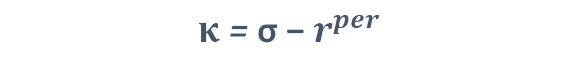 κ = σ – r^per